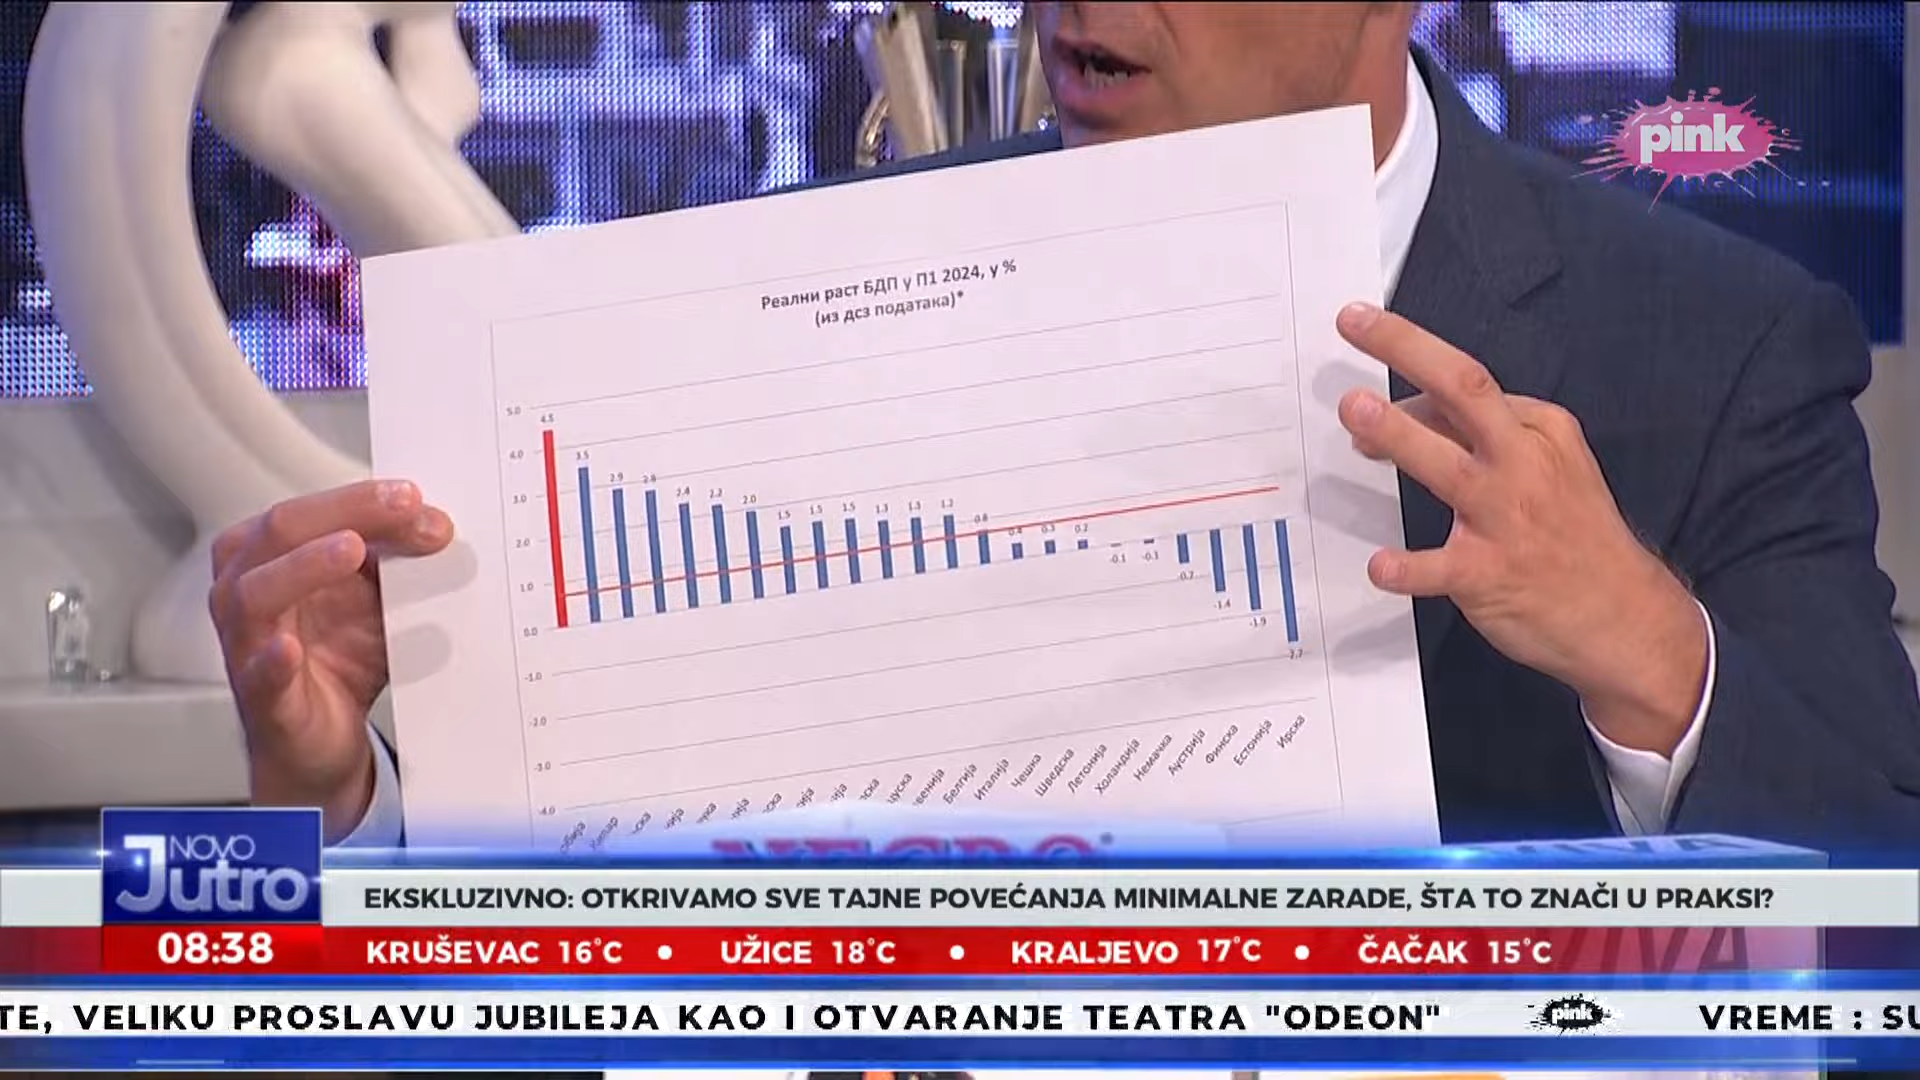 pink
Реални раст БДП у П1 2024, у %
(из дсз података)*
5.0
4.0
3.0
2.0
1.0
0.0
-1.0
-2.0
-3.0
-4.0
4.5 3.5 2.9 2.8 2.4 2.2 2.0 1.5 1.5 1.5 1.3 1.3 1.2 0.8 0.4 0.3 0.2 -0.1 -0.1 -0.7 -1.4 -1.9 -2.7
Кипар Белгија Италија Чешка Шведска Летонија Холандија Немачка Аустрија Финска Естонија Ирска
NEGRO
VIVA
NOVO
Jutro
EKSKLUZIVNO: OTKRIVAMO SVE TAJNE POVEĆANJA MINIMALNE ZARADE, ŠTA TO ZNAČI U PRAKSI?
08:38 KRUŠEVAC 16°C • UŽICE 18°C • KRALJEVO 17°C • ČAČAK 15°C
TE, VELIKU PROSLAVU JUBILEJA KAO I OTVARANJE TEATRA "ODEON" pink VREME : SU